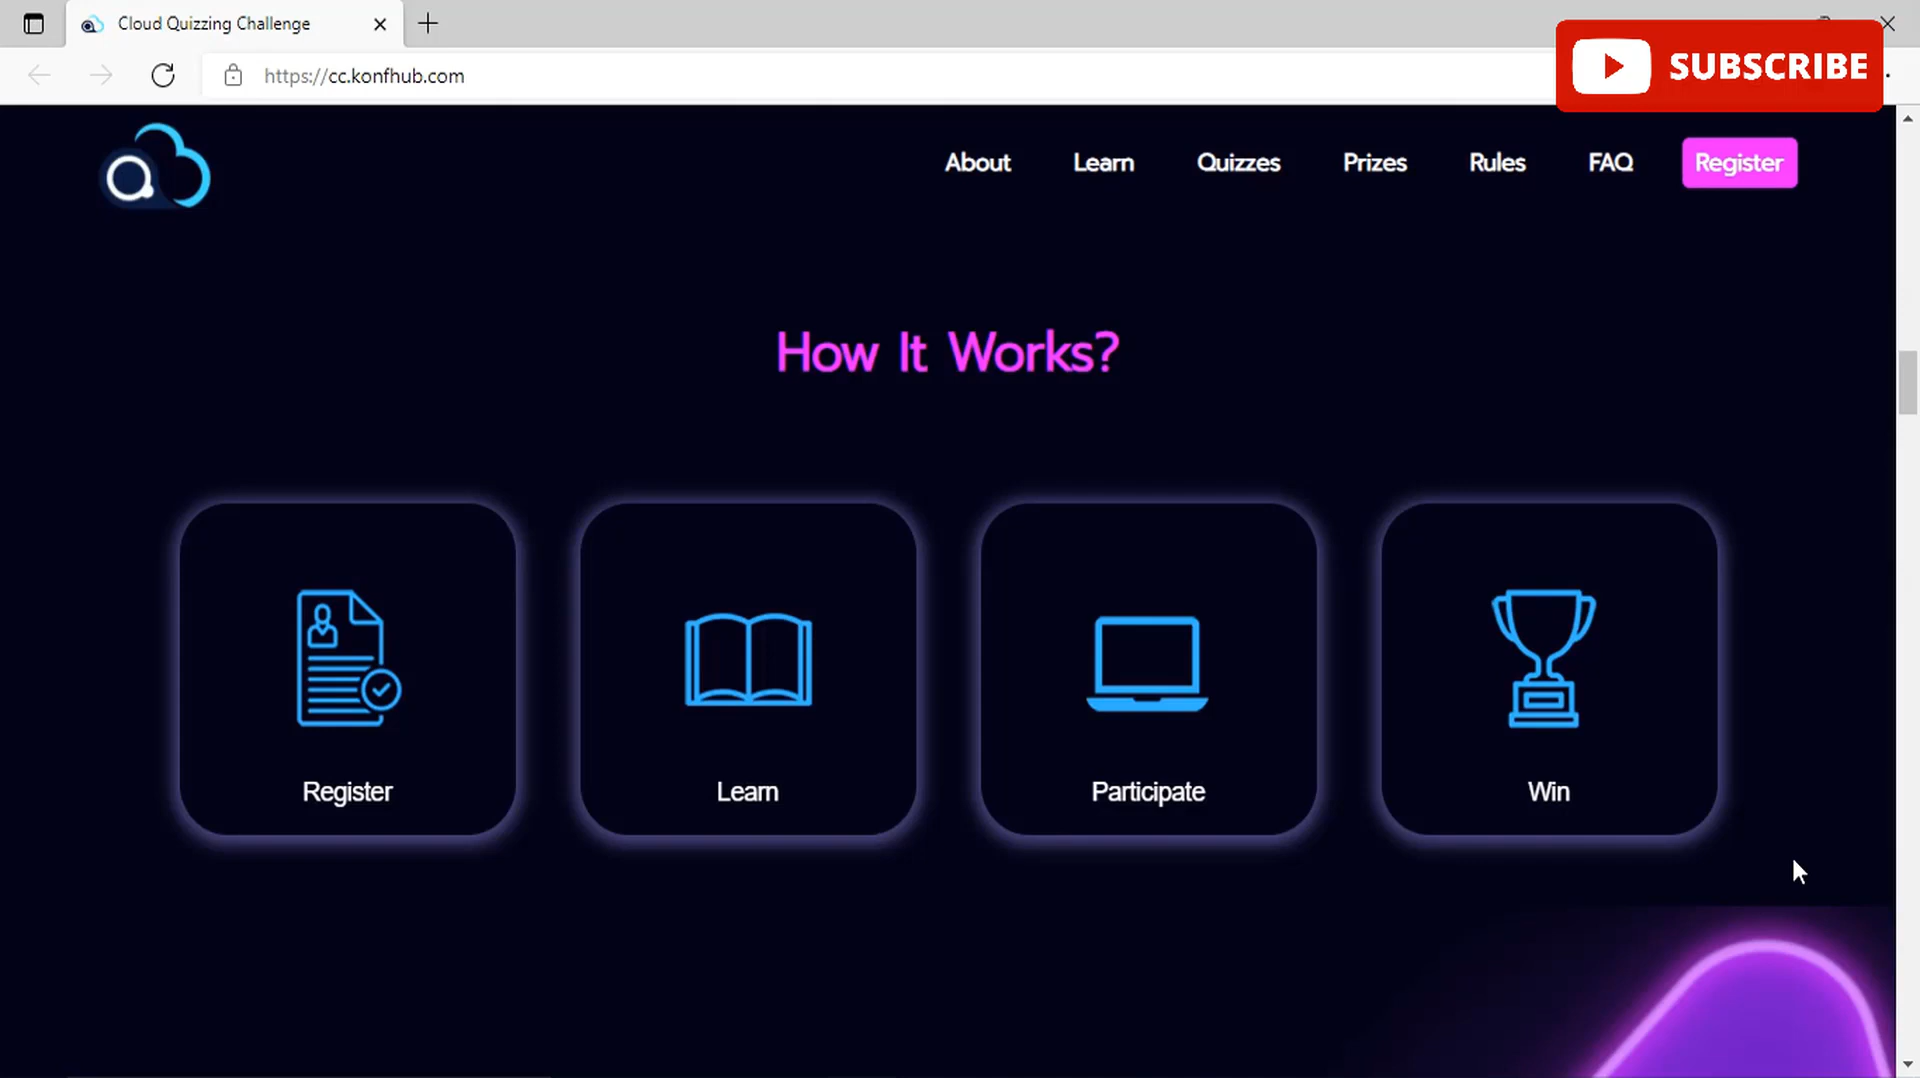 Cloud Quizzing Challenge
https://cc.konfhub.com
SUBSCRIBE
About Learn Quizzes Prizes Rules FAQ Register
How It Works?
Register Learn Participate Win